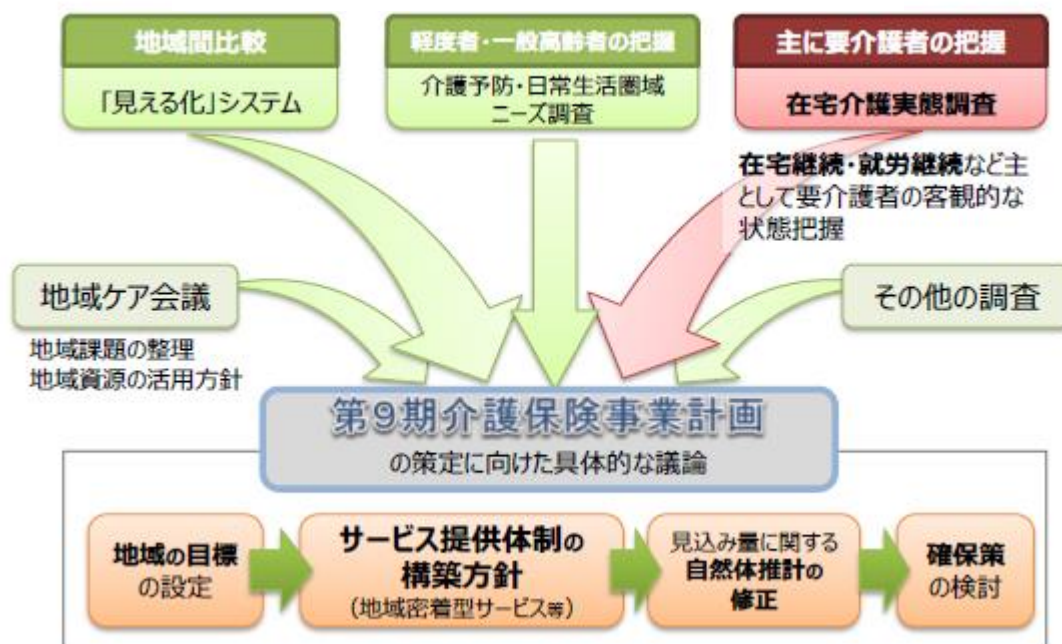 地域間比較
「見える化」システム
軽度者・一般高齢者の把握
介護予防・日常生活圏域
ニーズ調査
主に要介護者の把握
在宅介護実態調査
在宅継続・就労継続など主
として要介護者の客観的な
状態把握
地域ケア会議
地域課題の整理
地域資源の活用方針
その他の調査
第9期介護保険事業計画
の策定に向けた具体的な議論
地域の目標
の設定
サービス提供体制の
構築方針
（地域密着型サービス等）
見込み量に関する
自然体推計の
修正
確保策
の検討